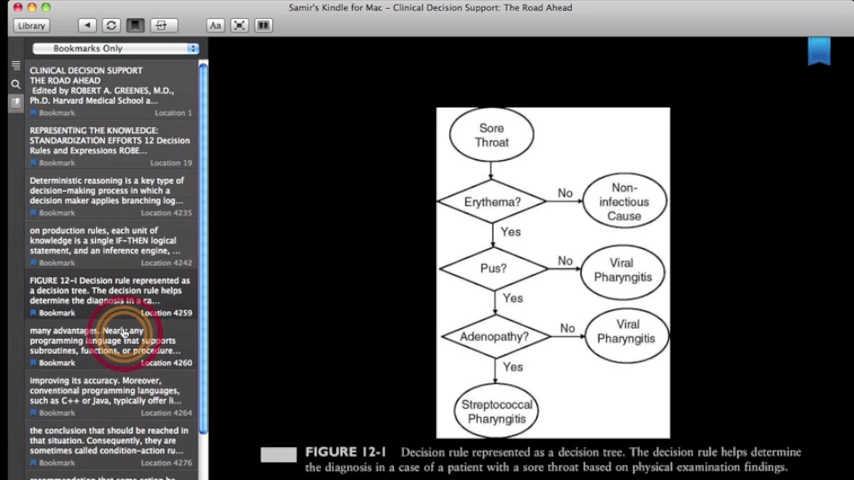 Samir's Kindle for Mac - Clinical Decision Support: The Road Ahead
Library
Aa
Bookmarks Only
CLINICAL DECISION SUPPORT
THE ROAD AHEAD
Edited by ROBERT A. GREENES, M.D.,
Ph.D. Harvard Medical School a...
Bookmark Location 1
REPRESENTING THE KNOWLEDGE:
STANDARDIZATION EFFORTS 12 Decision
Rules and Expressions ROBE...
Bookmark Location 19
Deterministic reasoning is a key type of
decision-making process in which a
decision maker applies branching log...
Bookmark Location 4235
on production rules, each unit of
knowledge is a single IF-THEN logical
statement, and an inference engine, ...
Bookmark Location 4242
FIGURE 12-1 Decision rule represented as
a decision tree. The decision rule helps
determine the diagnosis in a ca...
Bookmark Location 4259
many advantages. Nearly any
programming language that supports
subroutines, functions, or procedure...
Bookmark Location 4260
improving its accuracy. Moreover,
conventional programming languages,
such as C++ or Java, typically offer li...
Bookmark Location 4264
the conclusion that should be reached in
that situation. Consequently, they are
sometimes called condition-action ru...
Bookmark Location 4276
Sore
Throat
Erythema?
No
Non-
infectious
Cause
Yes
Pus?
No
Viral
Pharyngitis
Yes
Adenopathy?
No
Viral
Pharyngitis
Yes
Streptococcal
Pharyngitis
FIGURE 12-1 Decision rule represented as a decision tree. The decision rule helps determine
the diagnosis in a case of a patient with a sore throat based on physical examination findings.